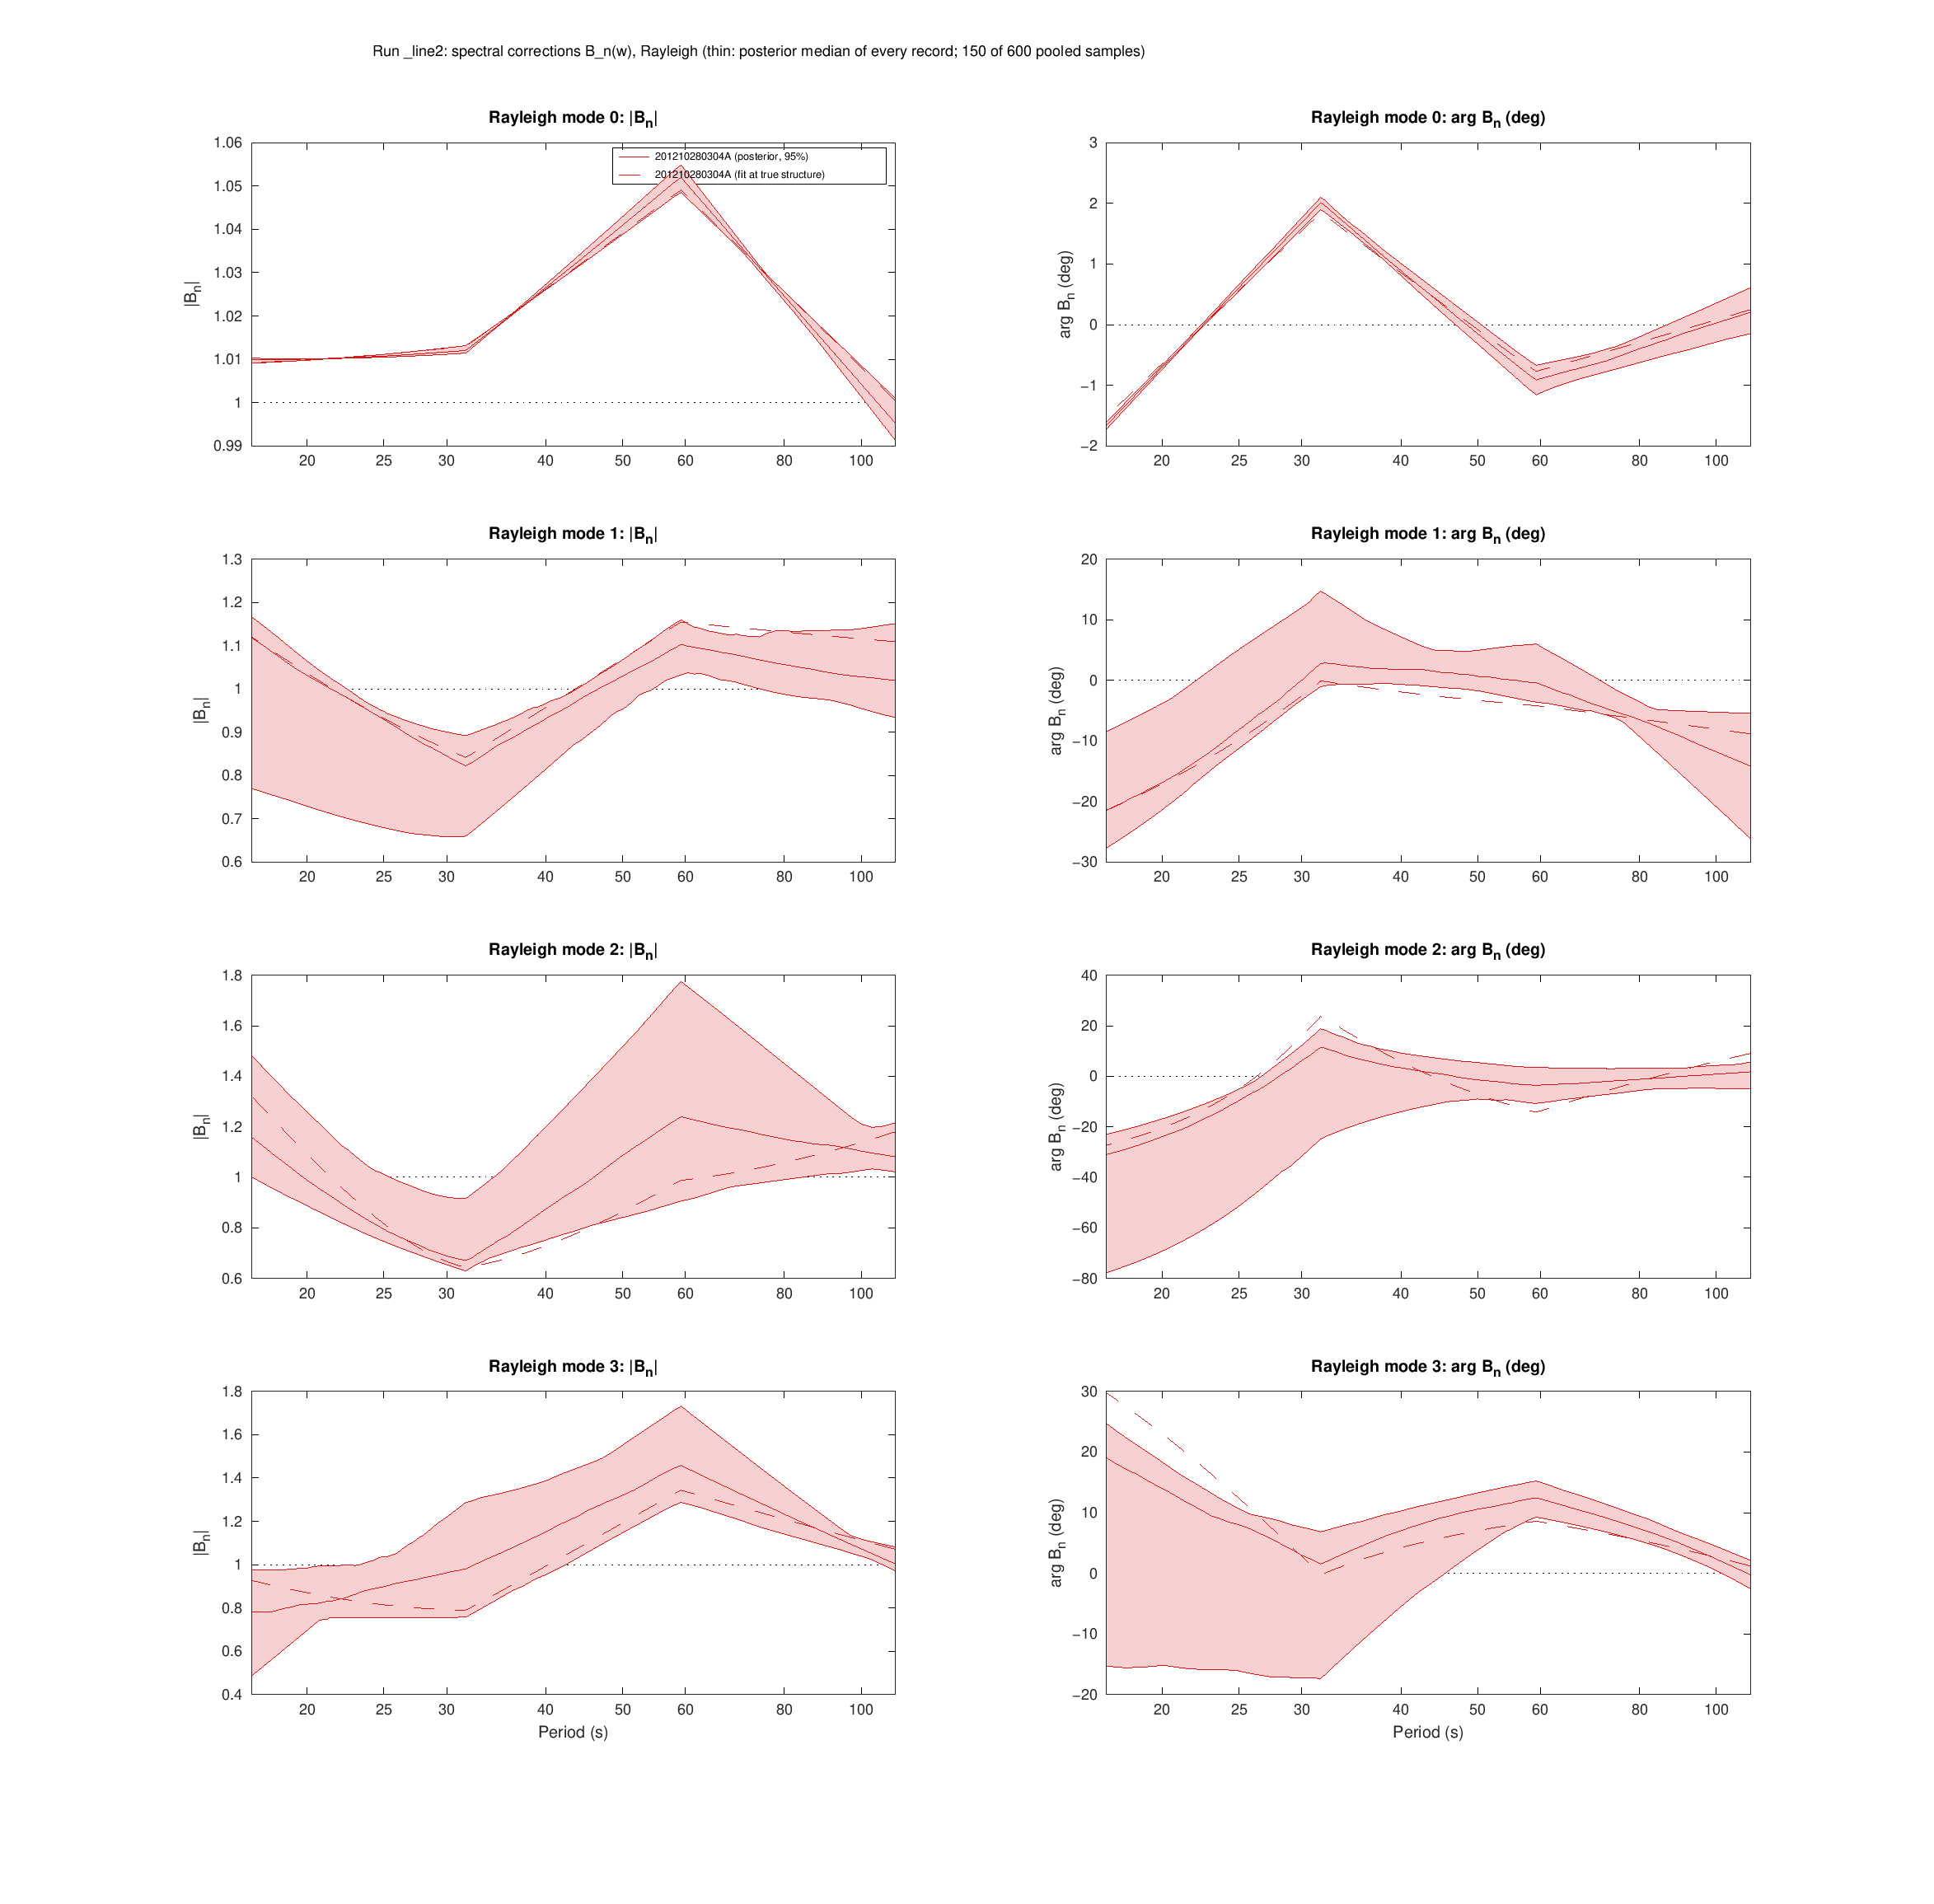 Run _line2: spectral corrections B_n(w), Rayleigh (thin: posterior median of every record; 150 of 600 pooled samples)
Rayleigh mode 0: |Bn|
1.06
1.05
1.04
1.03
1.02
1.01
1
0.99
|Bn|
20 25 30 40 50 60 80 100
201210280304A (posterior, 95%)
201210280304A (fit at true structure)
Rayleigh mode 0: arg Bn (deg)
3
2
1
0
−1
−2
arg Bn (deg)
20 25 30 40 50 60 80 100
Rayleigh mode 1: |Bn|
1.3
1.2
1.1
1
0.9
0.8
0.7
0.6
|Bn|
20 25 30 40 50 60 80 100
Rayleigh mode 1: arg Bn (deg)
20
10
0
−10
−20
−30
arg Bn (deg)
20 25 30 40 50 60 80 100
Rayleigh mode 2: |Bn|
1.8
1.6
1.4
1.2
1
0.8
0.6
|Bn|
20 25 30 40 50 60 80 100
Rayleigh mode 2: arg Bn (deg)
40
20
0
−20
−40
−60
−80
arg Bn (deg)
20 25 30 40 50 60 80 100
Rayleigh mode 3: |Bn|
1.8
1.6
1.4
1.2
1
0.8
0.6
0.4
|Bn|
20 25 30 40 50 60 80 100
Period (s)
Rayleigh mode 3: arg Bn (deg)
30
20
10
0
−10
−20
arg Bn (deg)
20 25 30 40 50 60 80 100
Period (s)